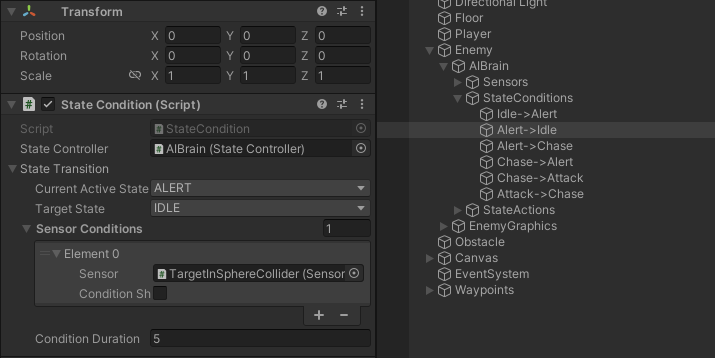 Transform
Position X 0 Y 0 Z 0
Rotation X 0 Y 0 Z 0
Scale X 1 Y 1 Z 1
# State Condition (Script)
Script # StateCondition
State Controller # AIBrain (State Controller)
State Transition
Current Active State ALERT
Target State IDLE
Sensor Conditions 1
Element 0
Sensor # TargetInSphereCollider (Sensor
Condition Sh
+ −
Condition Duration 5
Directional Light
Floor
Player
Enemy
AIBrain
Sensors
StateConditions
Idle->Alert
Alert->Idle
Alert->Chase
Chase->Alert
Chase->Attack
Attack->Chase
StateActions
EnemyGraphics
Obstacle
Canvas
EventSystem
Waypoints